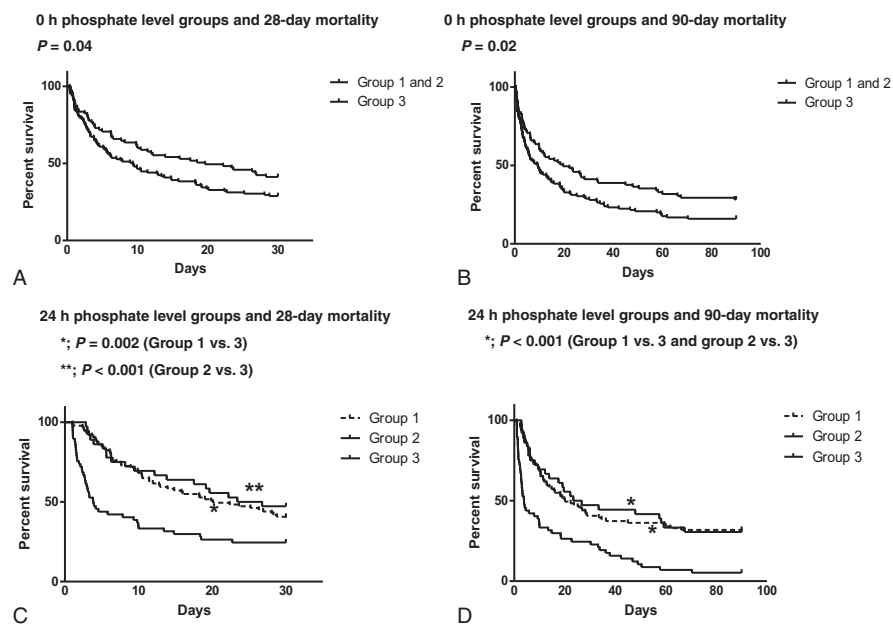 0 h phosphate level groups and 28-day mortality
P = 0.04
Group 1 and 2
Group 3
Percent survival
100
50
0
0 10 20 30
Days
A
0 h phosphate level groups and 90-day mortality
P = 0.02
Group 1 and 2
Group 3
Percent survival
100
50
0
0 20 40 60 80 100
Days
B
24 h phosphate level groups and 28-day mortality
*; P = 0.002 (Group 1 vs. 3)
**; P < 0.001 (Group 2 vs. 3)
Group 1
Group 2
Group 3
Percent survival
100
50
0
**
*
0 10 20 30
Days
C
24 h phosphate level groups and 90-day mortality
*; P < 0.001 (Group 1 vs. 3 and group 2 vs. 3)
Group 1
Group 2
Group 3
Percent survival
100
50
0
*
*
0 20 40 60 80 100
Days
D